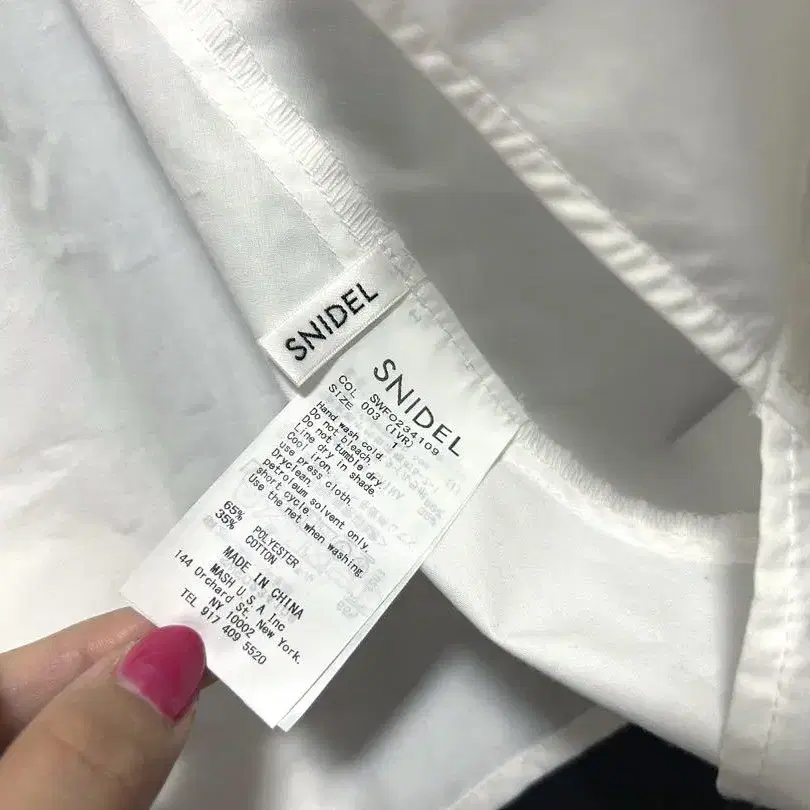 SNIDEL
SNIDEL
SWFO234109
COL 003 (IVR)
SIZE 1
Hand wash cold.
Do not bleach.
Do not tumble dry.
Line dry in shade.
Cool iron,
use press cloth.
Dryclean,
petroleum solvent only.
short cycle.
Use the net when washing.
65% POLYESTER
35% COTTON
MADE IN CHINA
MASH U.S.A Inc
144 Orchard St. New York.
NY 10002
TEL 917 409 5520